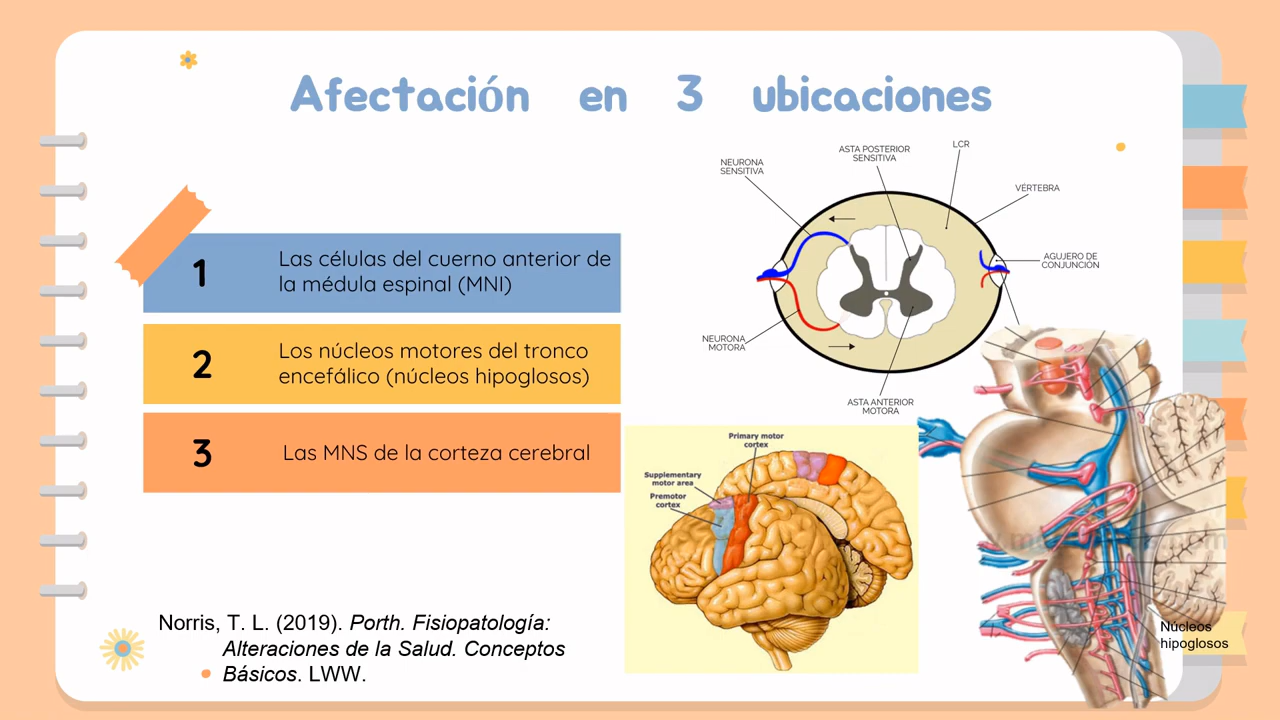 Afectación en 3 ubicaciones
1
Las células del cuerno anterior de
la médula espinal (MNI)
2
Los núcleos motores del tronco
encefálico (núcleos hipoglosos)
3
Las MNS de la corteza cerebral
NEURONA
SENSITIVA
ASTA POSTERIOR
SENSITIVA
LCR
VÉRTEBRA
AGUJERO DE
CONJUNCIÓN
NEURONA
MOTORA
ASTA ANTERIOR
MOTORA
Primary motor
cortex
Supplementary
motor area
Premotor
cortex
Núcleos
hipoglosos
Norris, T. L. (2019). Porth. Fisiopatología:
Alteraciones de la Salud. Conceptos
Básicos. LWW.